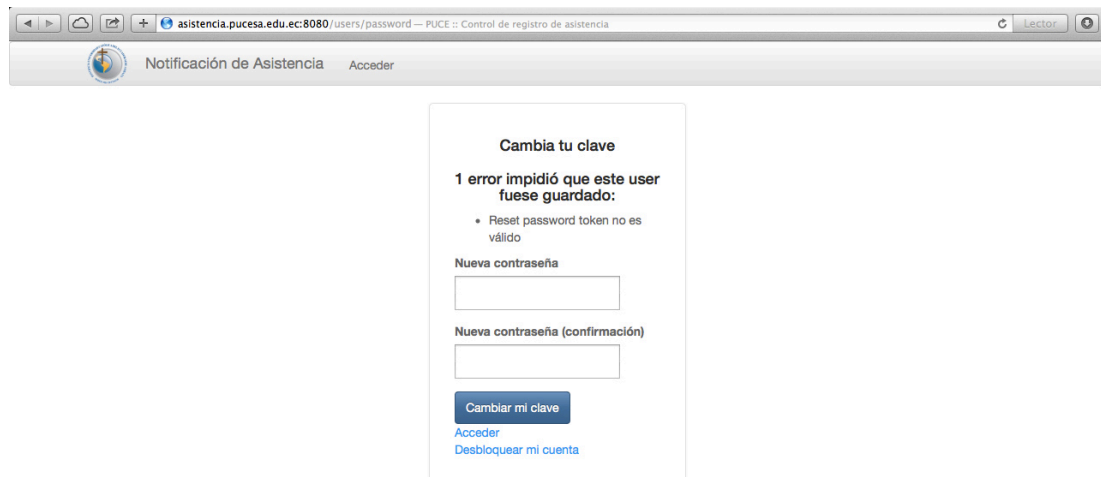 asistencia.pucesa.edu.ec:8080/users/password — PUCE :: Control de registro de asistencia
Lector
Notificación de Asistencia Acceder
Cambia tu clave
1 error impidió que este user
fuese guardado:
• Reset password token no es
válido
Nueva contraseña
Nueva contraseña (confirmación)
Cambiar mi clave
Acceder
Desbloquear mi cuenta